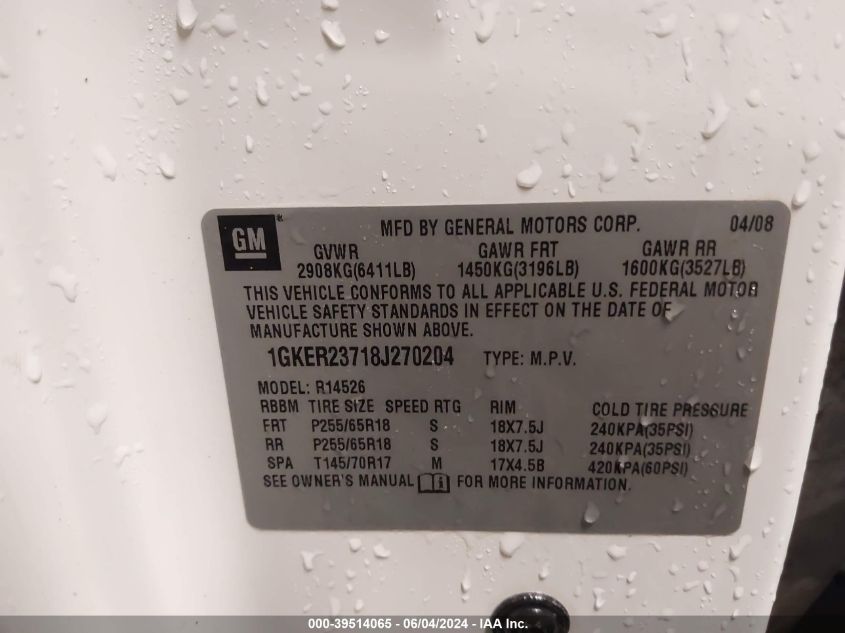 GM ® MFD BY GENERAL MOTORS CORP. 04/08
GVWR GAWR FRT GAWR RR
2908KG(6411LB) 1450KG(3196LB) 1600KG(3527LB)
THIS VEHICLE CONFORMS TO ALL APPLICABLE U.S. FEDERAL MOTOR
VEHICLE SAFETY STANDARDS IN EFFECT ON THE DATE OF
MANUFACTURE SHOWN ABOVE.
1GKER23718J270204 TYPE: M.P.V.
MODEL: R14526
RBBM TIRE SIZE SPEED RTG RIM COLD TIRE PRESSURE
FRT P255/65R18 S 18X7.5J 240KPA(35PSI)
RR P255/65R18 S 18X7.5J 240KPA(35PSI)
SPA T145/70R17 M 17X4.5B 420KPA(60PSI)
SEE OWNER'S MANUAL FOR MORE INFORMATION.
000-39514065 - 06/04/2024 - IAA Inc.